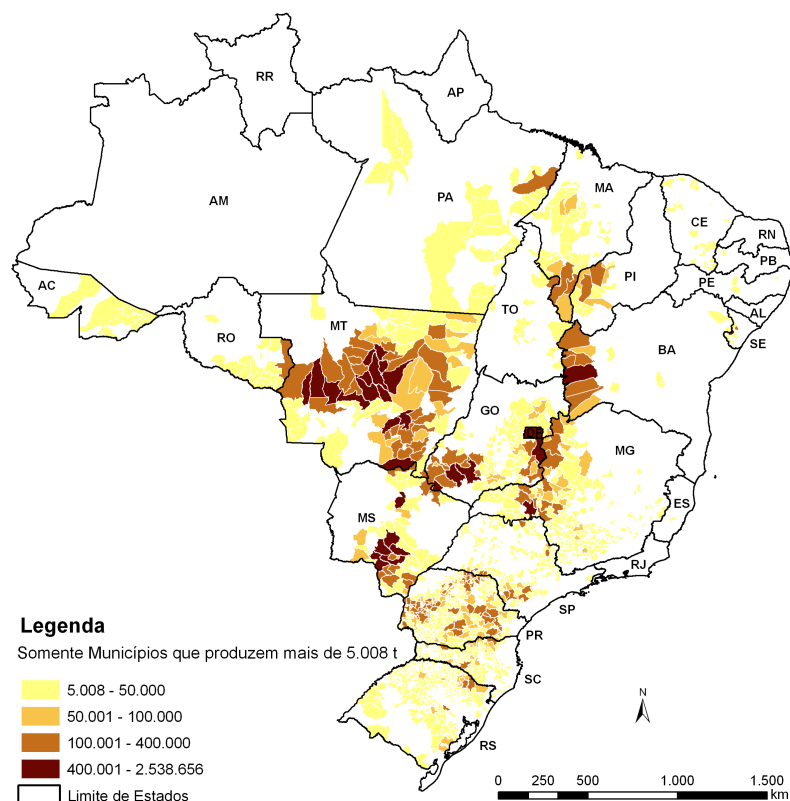 RR
AP
AM
PA
MA
CE
RN
PB
PE
PI
AL
SE
AC
TO
RO
MT
BA
GO
DF
MG
ES
MS
RJ
SP
PR
SC
RS
Legenda
Somente Municípios que produzem mais de 5.008 t
5.008 - 50.000
50.001 - 100.000
100.001 - 400.000
400.001 - 2.538.656
Limite de Estados
N
0 250 500 1.000 1.500
km